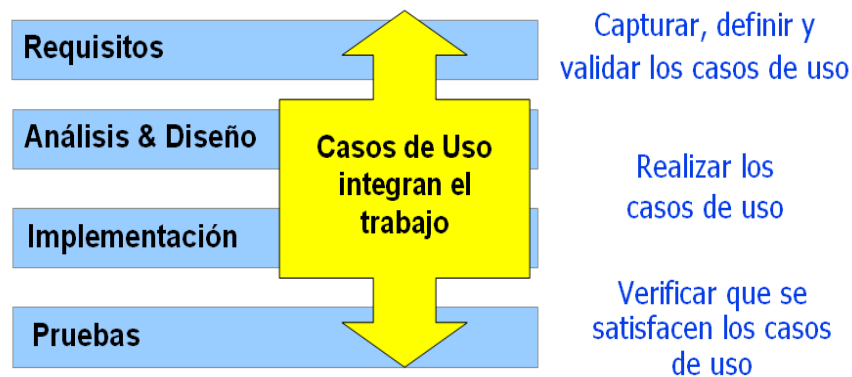 Requisitos
Capturar, definir y
validar los casos de uso
Análisis & Diseño
Casos de Uso
integran el
trabajo
Realizar los
casos de uso
Implementación
Pruebas
Verificar que se
satisfacen los casos
de uso